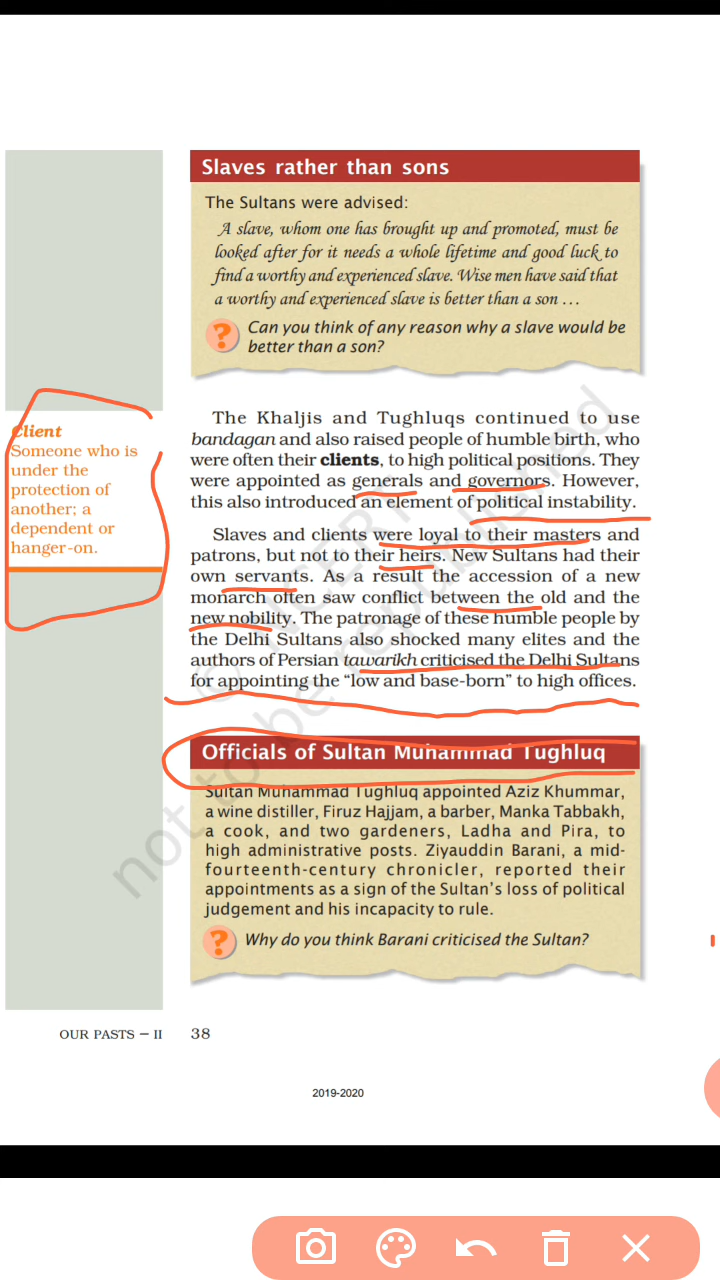 Slaves rather than sons
The Sultans were advised:
A slave, whom one has brought up and promoted, must be
looked after for it needs a whole lifetime and good luck to
find a worthy and experienced slave. Wise men have said that
a worthy and experienced slave is better than a son ...
? Can you think of any reason why a slave would be
better than a son?
Client
Someone who is
under the
protection of
another; a
dependent or
hanger-on.
The Khaljis and Tughluqs continued to use
bandagan and also raised people of humble birth, who
were often their clients, to high political positions. They
were appointed as generals and governors. However,
this also introduced an element of political instability.
Slaves and clients were loyal to their masters and
patrons, but not to their heirs. New Sultans had their
own servants. As a result the accession of a new
monarch often saw conflict between the old and the
new nobility. The patronage of these humble people by
the Delhi Sultans also shocked many elites and the
authors of Persian tawarikh criticised the Delhi Sultans
for appointing the “low and base-born” to high offices.
Officials of Sultan Muhammad Tughluq
Sultan Muhammad Tughluq appointed Aziz Khummar,
a wine distiller, Firuz Hajjam, a barber, Manka Tabbakh,
a cook, and two gardeners, Ladha and Pira, to
high administrative posts. Ziyauddin Barani, a mid-
fourteenth-century chronicler, reported their
appointments as a sign of the Sultan's loss of political
judgement and his incapacity to rule.
? Why do you think Barani criticised the Sultan?
OUR PASTS – II 38
2019-2020
© NCERT
not to be republished